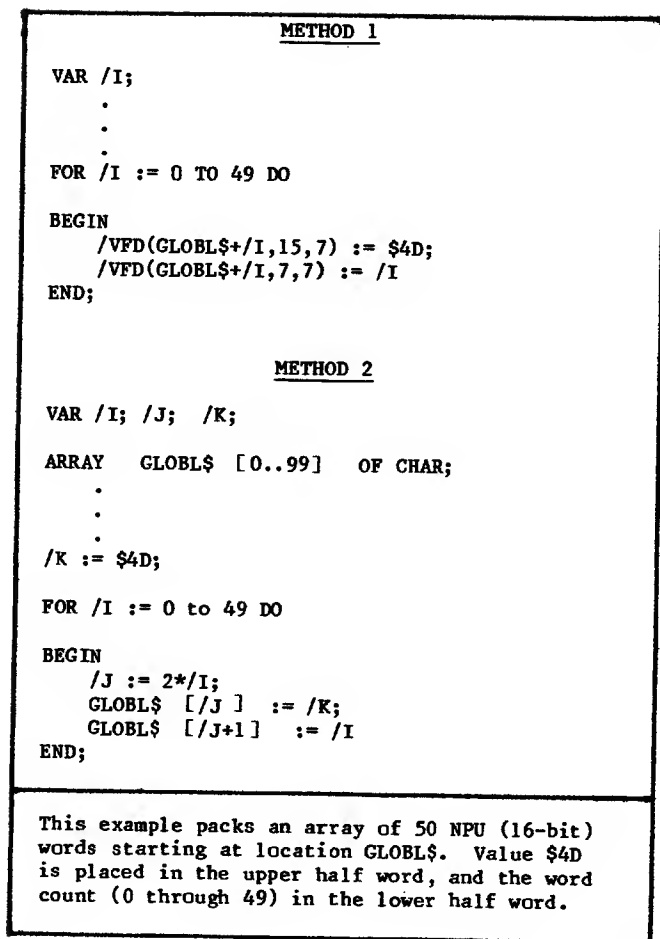 METHOD 1
VAR /I;
.
.
.
FOR /I := 0 TO 49 DO
BEGIN
/VFD(GLOBL$+/I,15,7) := $4D;
/VFD(GLOBL$+/I,7,7) := /I
END;
METHOD 2
VAR /I; /J; /K;
ARRAY GLOBL$ [0..99] OF CHAR;
.
.
.
/K := $4D;
FOR /I := 0 to 49 DO
BEGIN
/J := 2*/I;
GLOBL$ [/J ] := /K;
GLOBL$ [/J+1] := /I
END;
This example packs an array of 50 NPU (16-bit)
words starting at location GLOBL$. Value $4D
is placed in the upper half word, and the word
count (0 through 49) in the lower half word.